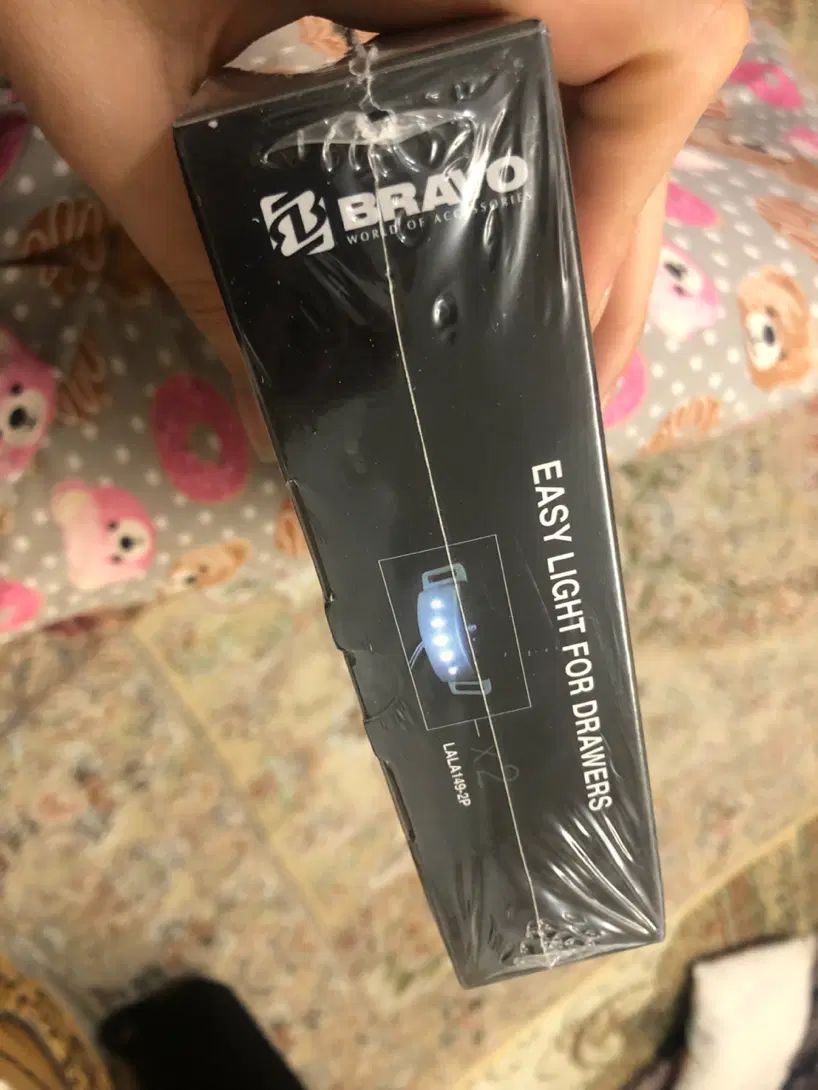 BRAVO
WORLD OF ACCESSORIES
EASY LIGHT FOR DRAWERS
x2
LALA149-2P